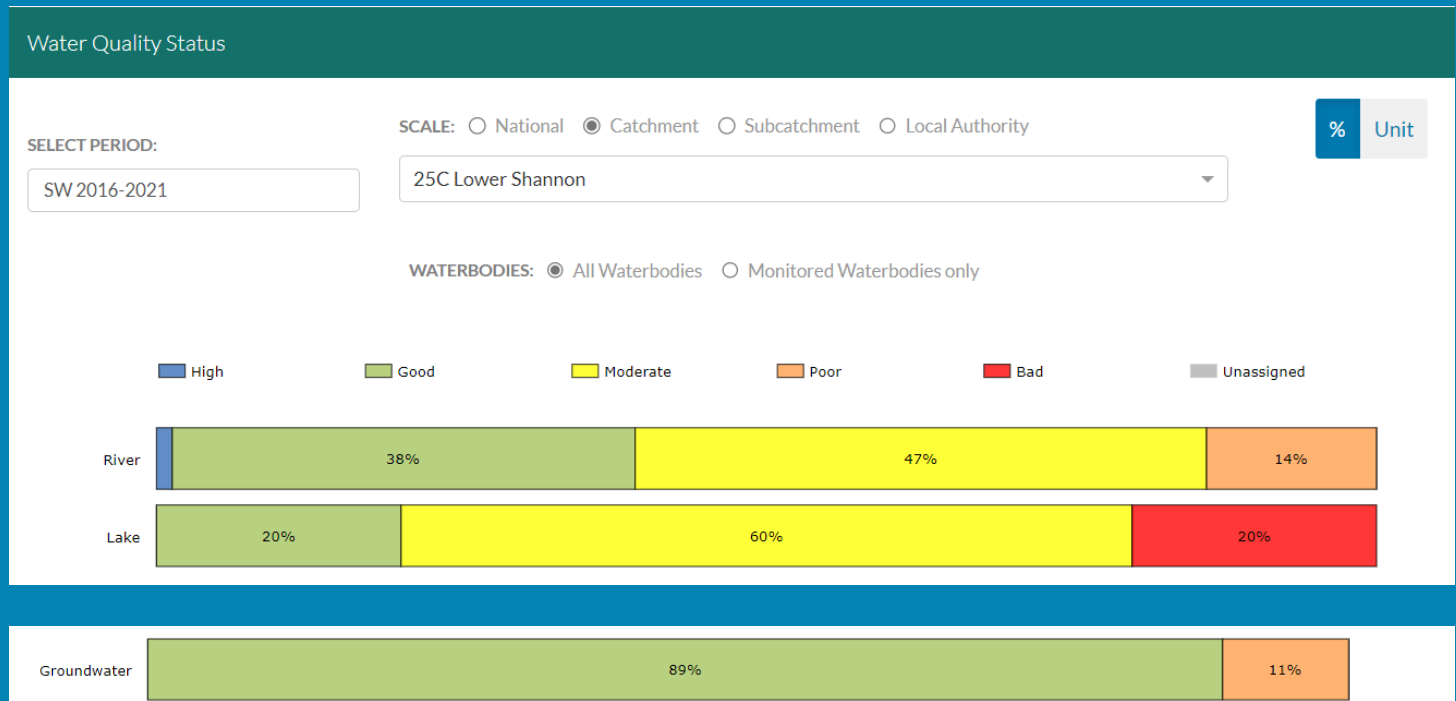 Water Quality Status
SCALE: National Catchment Subcatchment Local Authority
% Unit
SELECT PERIOD:
SW 2016-2021
25C Lower Shannon
WATERBODIES: All Waterbodies Monitored Waterbodies only
High Good Moderate Poor Bad Unassigned
River 38% 47% 14%
Lake 20% 60% 20%
Groundwater 89% 11%